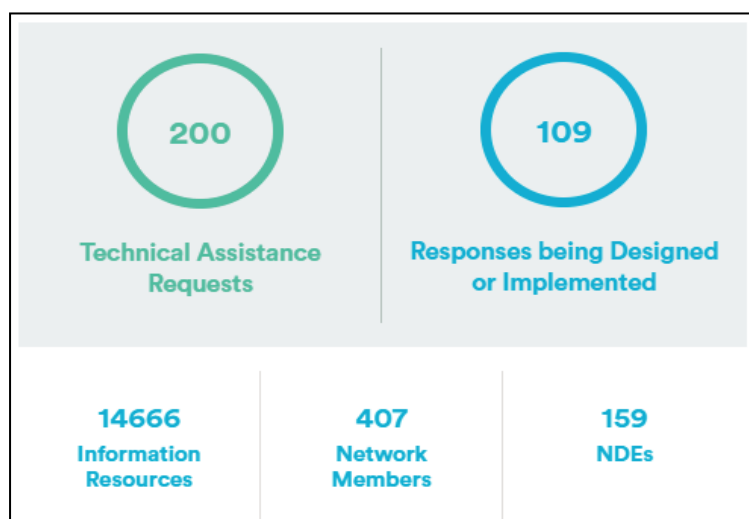 200
Technical Assistance
Requests
109
Responses being Designed
or Implemented
14666
Information
Resources
407
Network
Members
159
NDEs